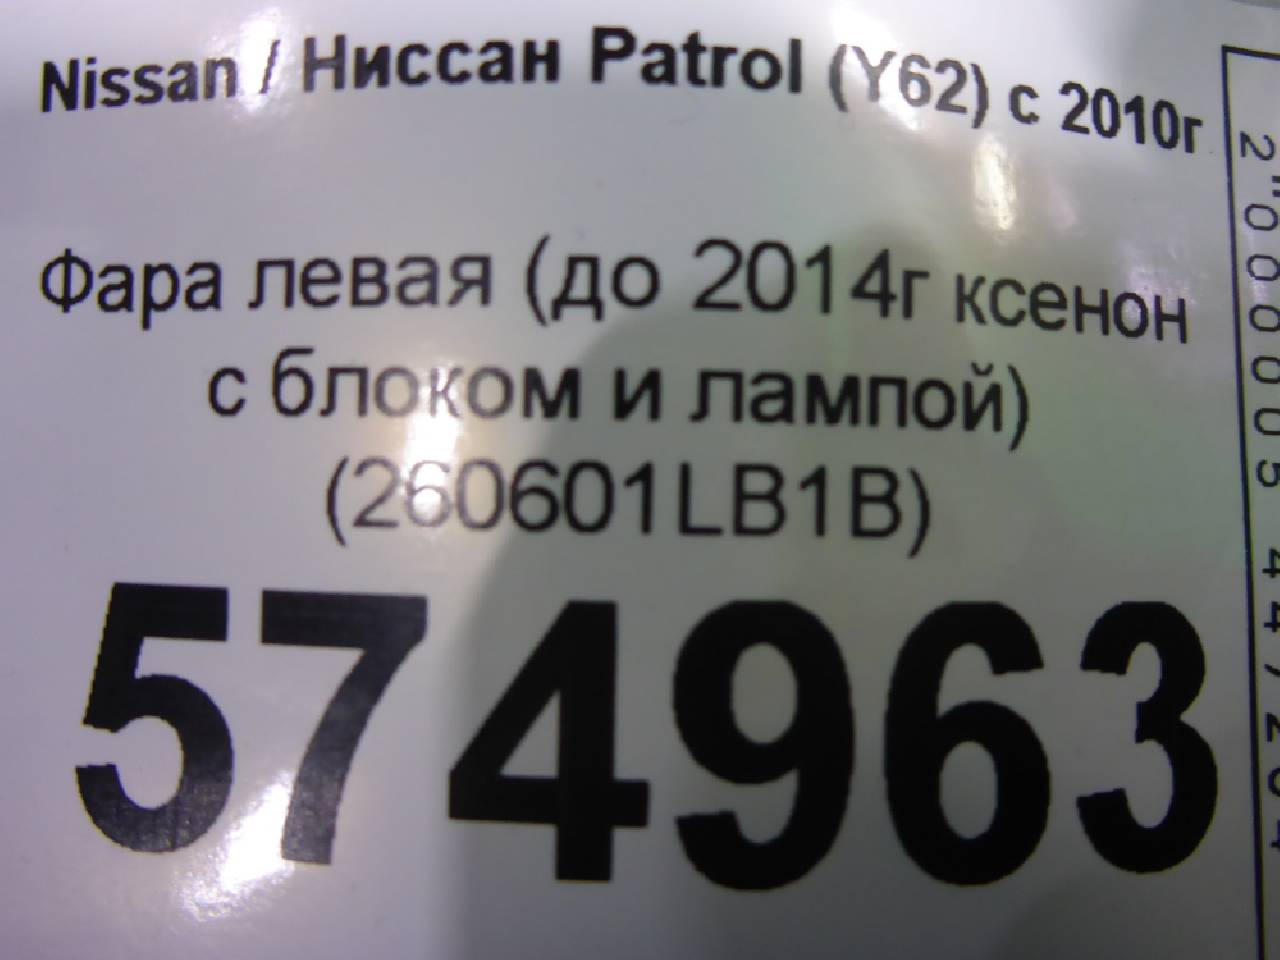 Nissan / Ниссан Patrol (Y62) с 2010г
Фара левая (до 2014г ксенон
с блоком и лампой)
(260601LB1B)
574963